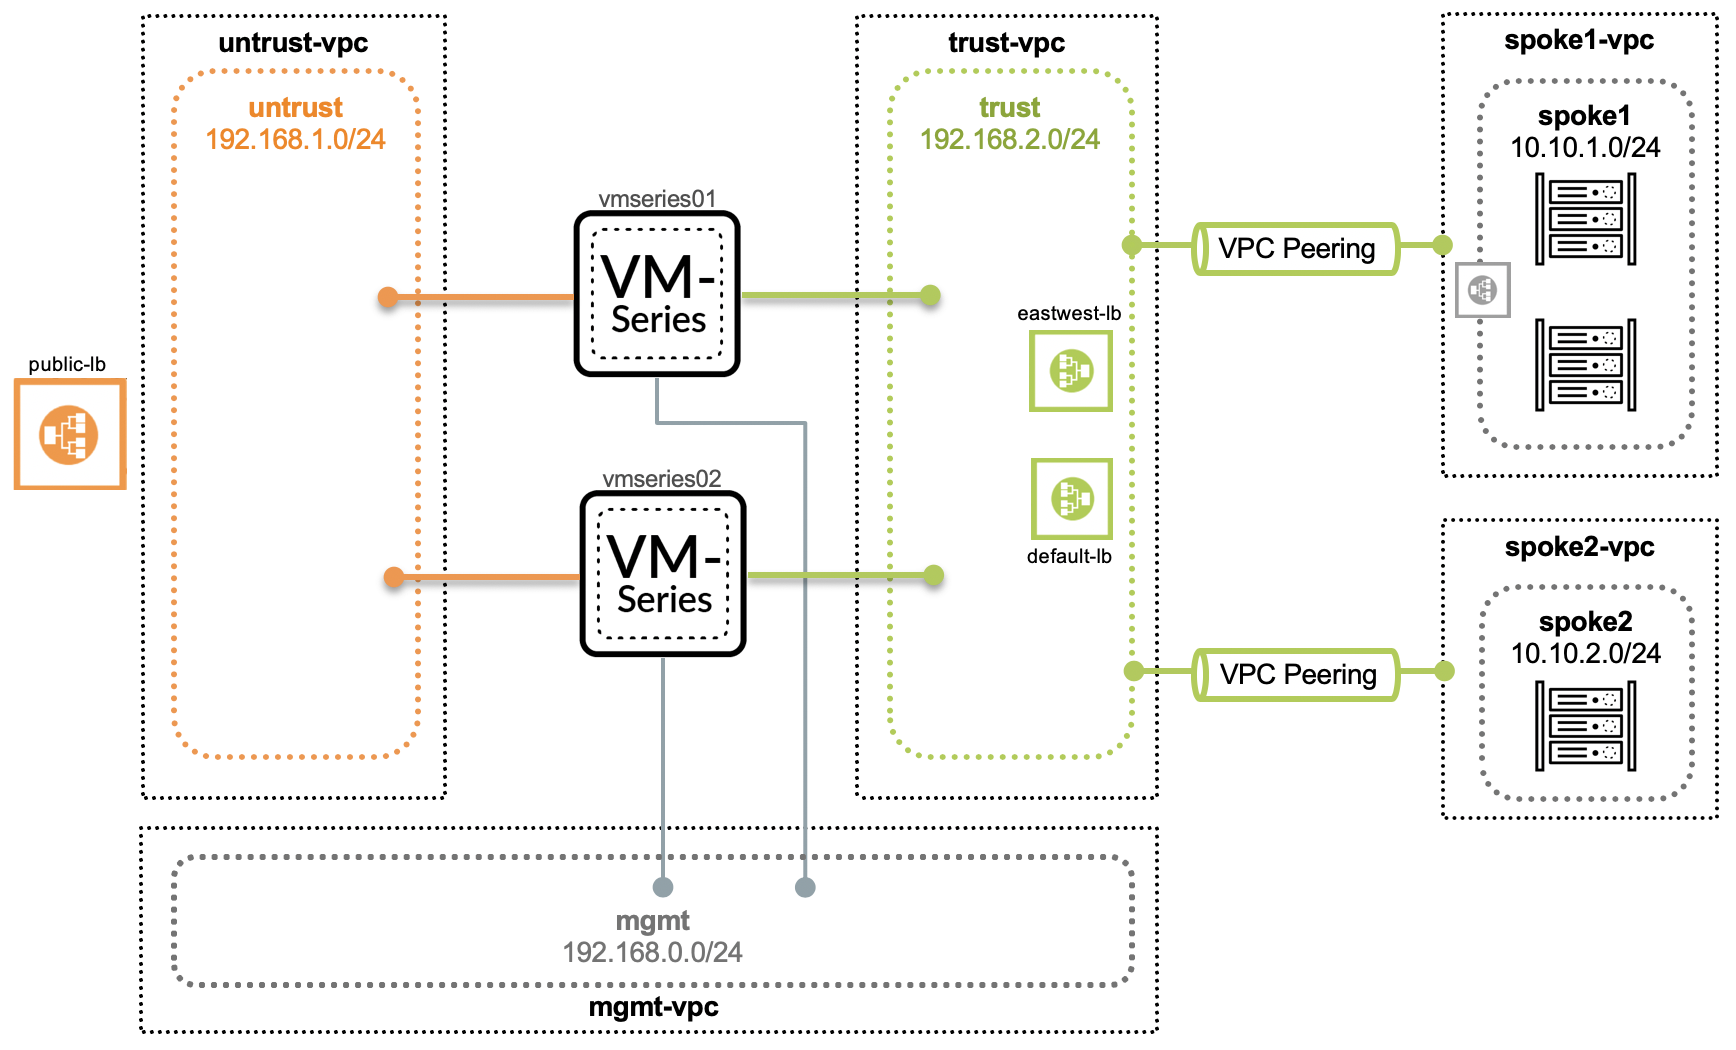 untrust-vpc
untrust
192.168.1.0/24
public-lb
vmseries01
VM-
Series
vmseries02
VM-
Series
trust-vpc
trust
192.168.2.0/24
eastwest-lb
default-lb
VPC Peering
VPC Peering
spoke1-vpc
spoke1
10.10.1.0/24
spoke2-vpc
spoke2
10.10.2.0/24
mgmt
192.168.0.0/24
mgmt-vpc